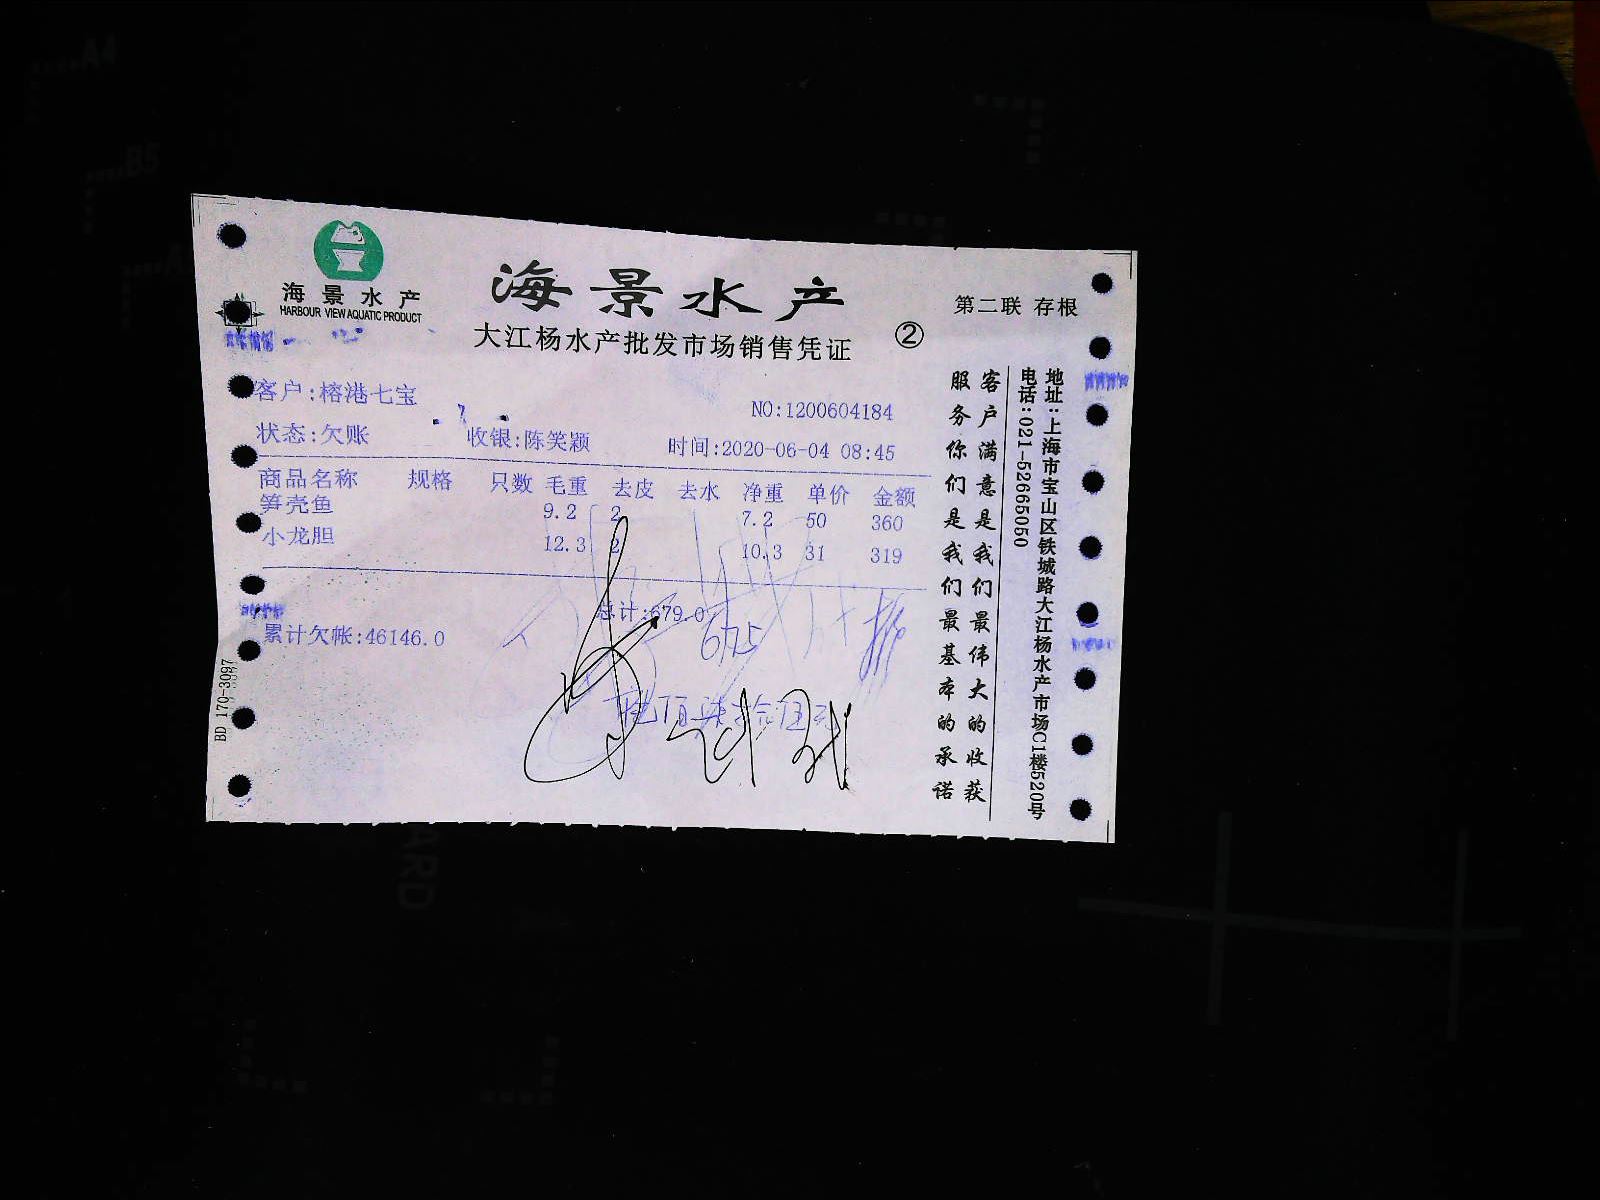 海景水产
HARBOUR VIEW AQUATIC PRODUCT
海景水产
大江杨水产批发市场销售凭证
②
第二联 存根
客户:榕港七宝
NO:1200604184
状态:欠账 收银:陈笑颖 时间:2020-06-04 08:45
商品名称 规格 只数 毛重 去皮 去水 净重 单价 金额
笋壳鱼 9.2 2 7.2 50 360
小龙胆 12.3 2 10.3 31 319
总计:679.0
675
累计欠帐:46146.0
BD 170-3097
客户满意是我们最伟大的收获
服务你们是我们最基本的承诺
地址:上海市宝山区铁城路大江杨水产市场C1楼520号
电话:021-52665050
A4
B5